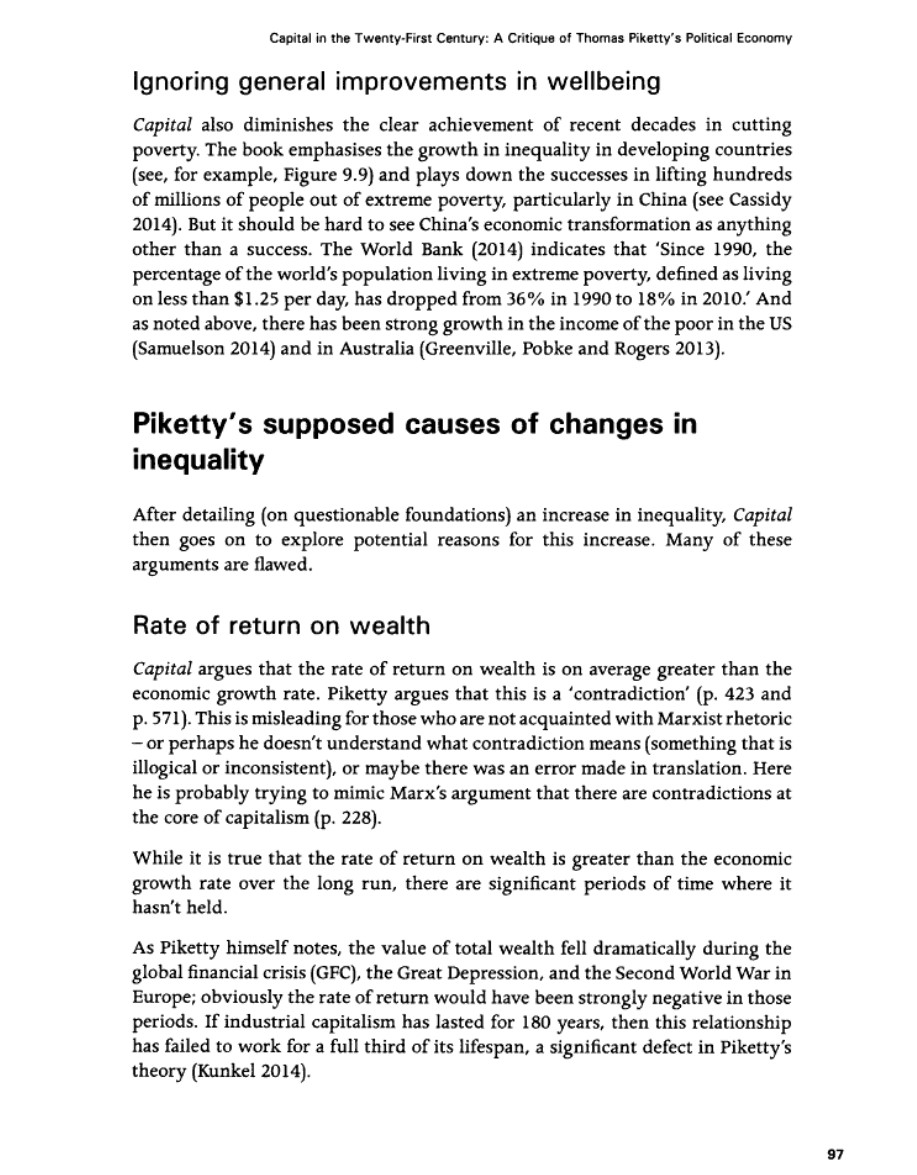 Capital in the Twenty-First Century: A Critique of Thomas Piketty's Political Economy
Ignoring general improvements in wellbeing
Capital also diminishes the clear achievement of recent decades in cutting
poverty. The book emphasises the growth in inequality in developing countries
(see, for example, Figure 9.9) and plays down the successes in lifting hundreds
of millions of people out of extreme poverty, particularly in China (see Cassidy
2014). But it should be hard to see China's economic transformation as anything
other than a success. The World Bank (2014) indicates that 'Since 1990, the
percentage of the world's population living in extreme poverty, defined as living
on less than $1.25 per day, has dropped from 36% in 1990 to 18% in 2010.' And
as noted above, there has been strong growth in the income of the poor in the US
(Samuelson 2014) and in Australia (Greenville, Pobke and Rogers 2013).
Piketty's supposed causes of changes in
inequality
After detailing (on questionable foundations) an increase in inequality, Capital
then goes on to explore potential reasons for this increase. Many of these
arguments are flawed.
Rate of return on wealth
Capital argues that the rate of return on wealth is on average greater than the
economic growth rate. Piketty argues that this is a 'contradiction' (p. 423 and
p. 571). This is misleading for those who are not acquainted with Marxist rhetoric
– or perhaps he doesn't understand what contradiction means (something that is
illogical or inconsistent), or maybe there was an error made in translation. Here
he is probably trying to mimic Marx's argument that there are contradictions at
the core of capitalism (p. 228).
While it is true that the rate of return on wealth is greater than the economic
growth rate over the long run, there are significant periods of time where it
hasn't held.
As Piketty himself notes, the value of total wealth fell dramatically during the
global financial crisis (GFC), the Great Depression, and the Second World War in
Europe; obviously the rate of return would have been strongly negative in those
periods. If industrial capitalism has lasted for 180 years, then this relationship
has failed to work for a full third of its lifespan, a significant defect in Piketty's
theory (Kunkel 2014).
97